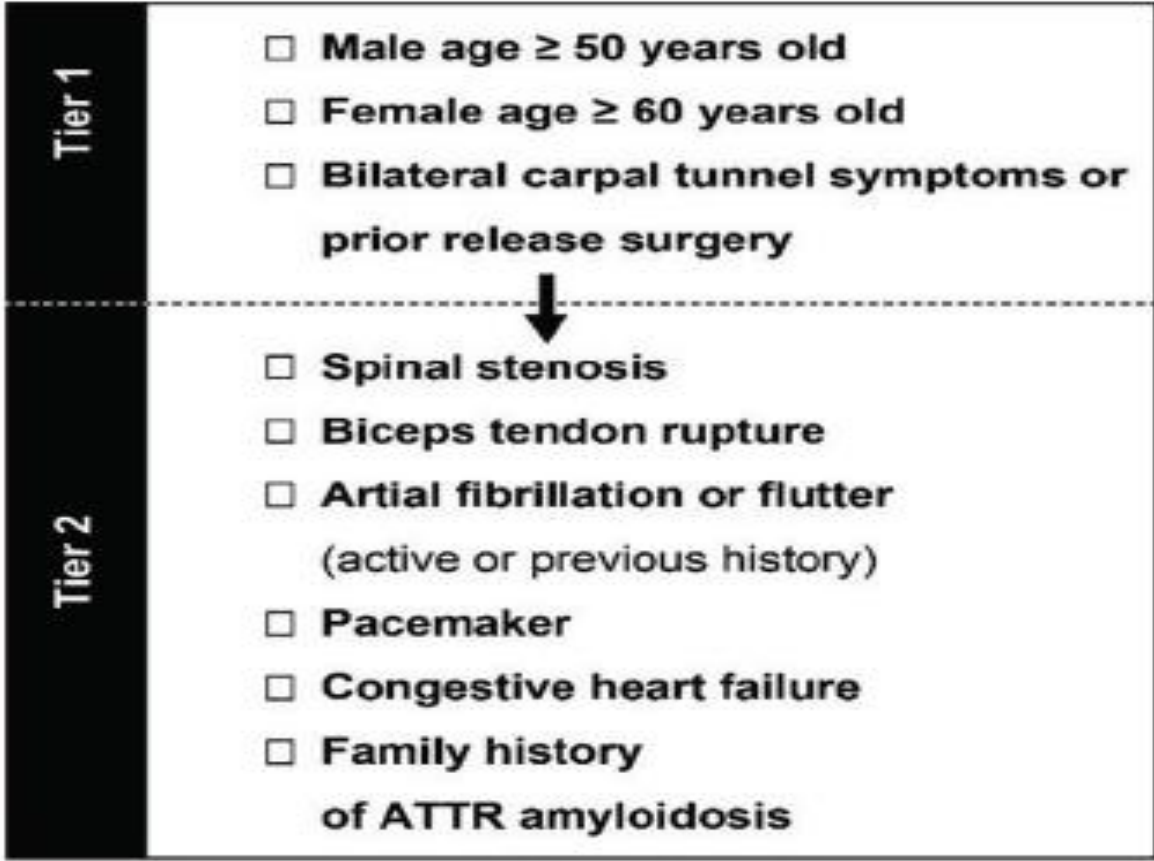 Tier 1
☐ Male age ≥ 50 years old
☐ Female age ≥ 60 years old
☐ Bilateral carpal tunnel symptoms or
prior release surgery
Tier 2
☐ Spinal stenosis
☐ Biceps tendon rupture
☐ Artial fibrillation or flutter
(active or previous history)
☐ Pacemaker
☐ Congestive heart failure
☐ Family history
of ATTR amyloidosis